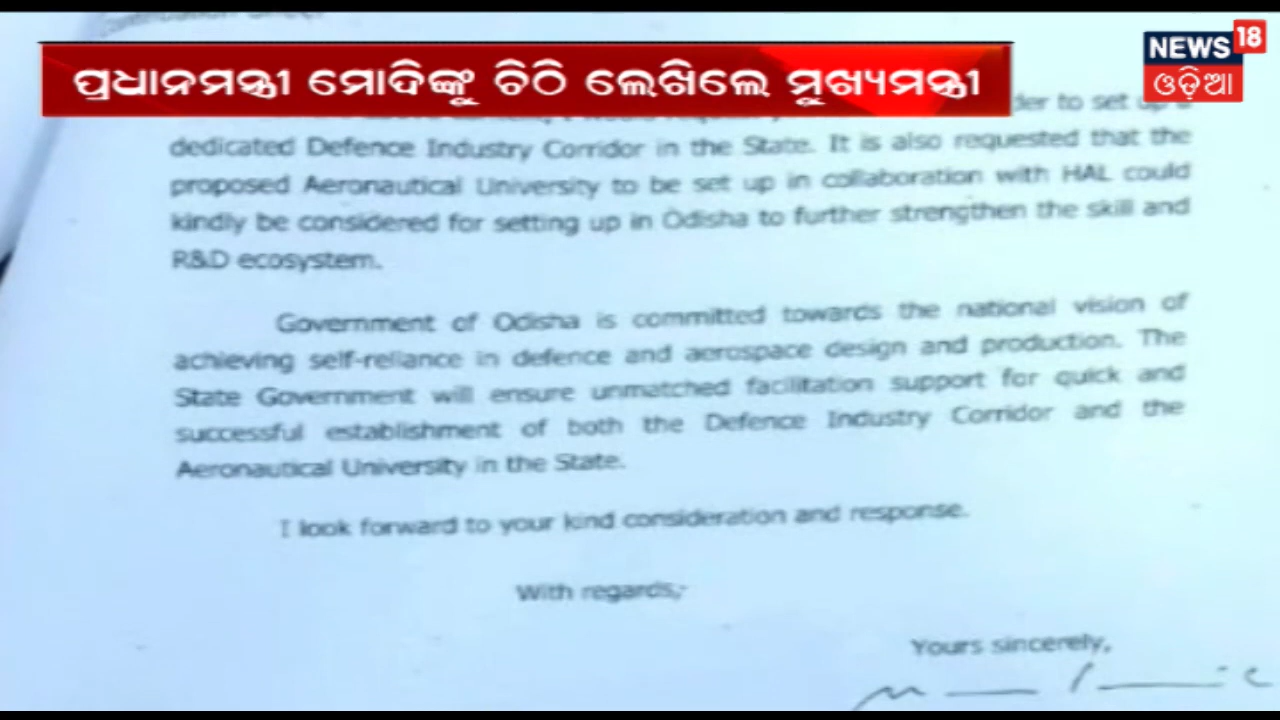 ପ୍ରଧାନମନ୍ତ୍ରୀ ମୋଦିଙ୍କୁ ଚିଠି ଲେଖିଲେ ମୁଖ୍ୟମନ୍ତ୍ରୀ
NEWS 18
ଓଡ଼ିଆ
to set up a
dedicated Defence Industry Corridor in the State. It is also requested that the
proposed Aeronautical University to be set up in collaboration with HAL could
kindly be considered for setting up in Odisha to further strengthen the skill and
R&D ecosystem.
Government of Odisha is committed towards the national vision of
achieving self-reliance in defence and aerospace design and production. The
State Government will ensure unmatched facilitation support for quick and
successful establishment of both the Defence Industry Corridor and the
Aeronautical University in the State.
I look forward to your kind consideration and response.
With regards,
Yours sincerely,